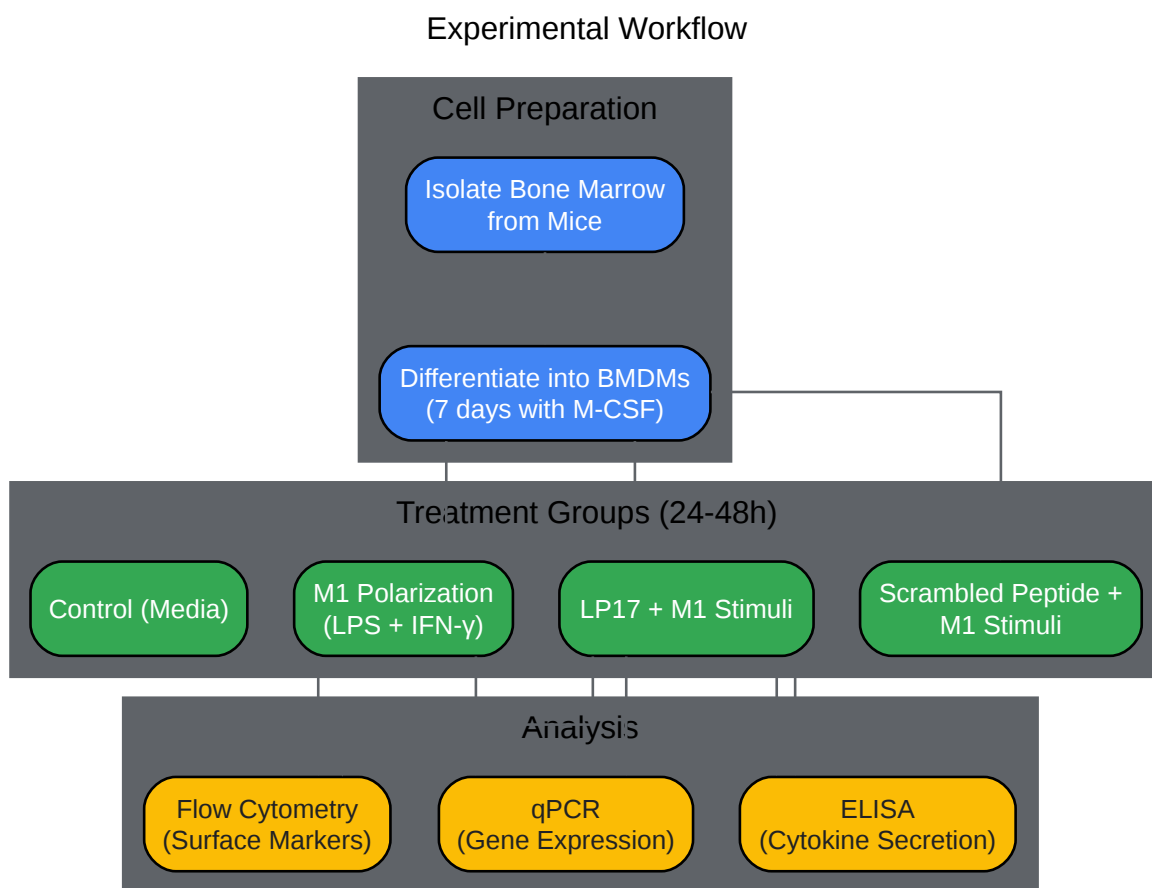 Experimental Workflow
Cell Preparation
Isolate Bone Marrow
from Mice
Differentiate into BMDMs
(7 days with M-CSF)
Treatment Groups (24-48h)
Control (Media)
M1 Polarization
(LPS + IFN-γ)
LP17 + M1 Stimuli
Scrambled Peptide +
M1 Stimuli
Analysis
Flow Cytometry
(Surface Markers)
qPCR
(Gene Expression)
ELISA
(Cytokine Secretion)